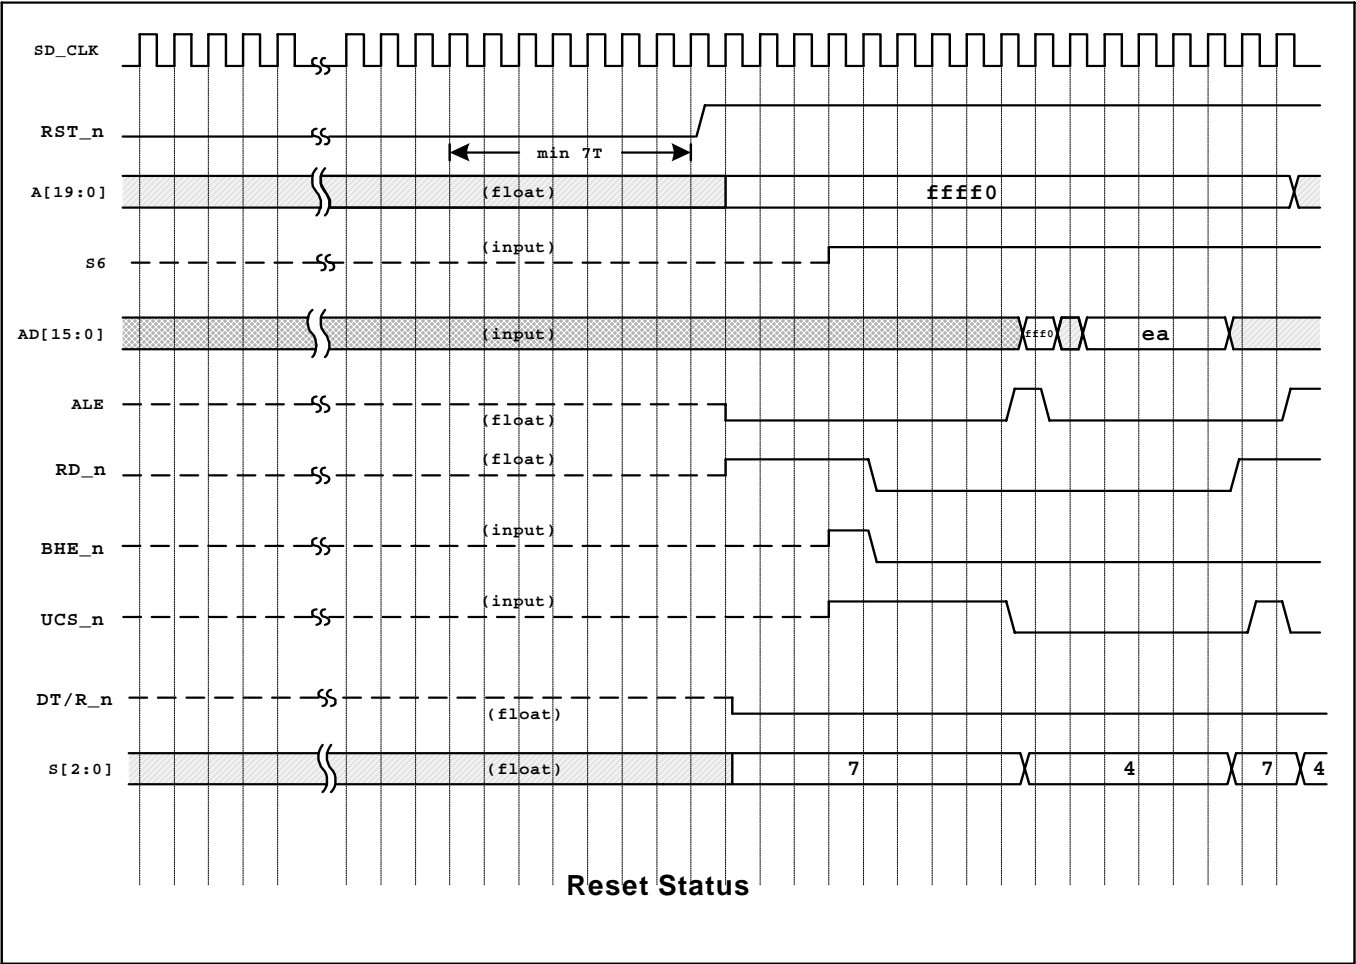 SD_CLK
RST_n
min 7T
A[19:0] (float) ffff0
S6 (input)
AD[15:0] (input) fff0 ea
ALE (float)
RD_n (float)
BHE_n (input)
UCS_n (input)
DT/R_n (float)
S[2:0] (float) 7 4 7 4
Reset Status